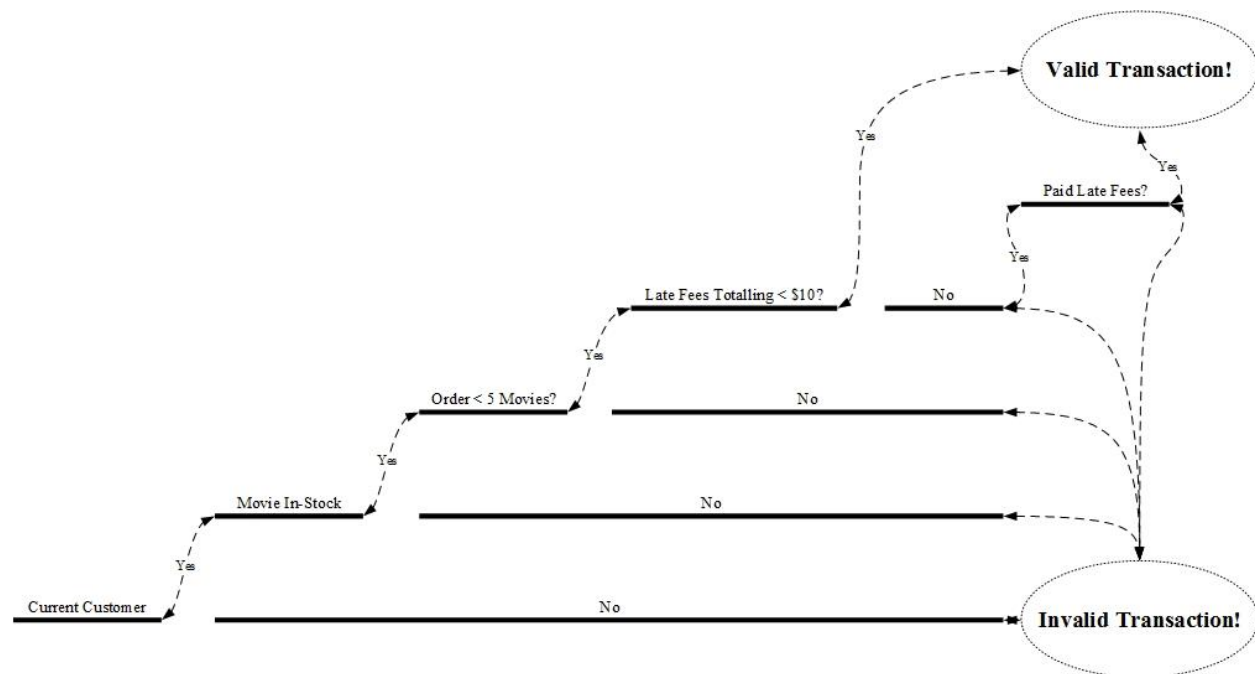 Valid Transaction!
Yes
Yes
Paid Late Fees?
Yes
Late Fees Totalling < $10?
No
Yes
Order < 5 Movies?
No
Yes
Movie In-Stock
No
Yes
Current Customer
No
Invalid Transaction!